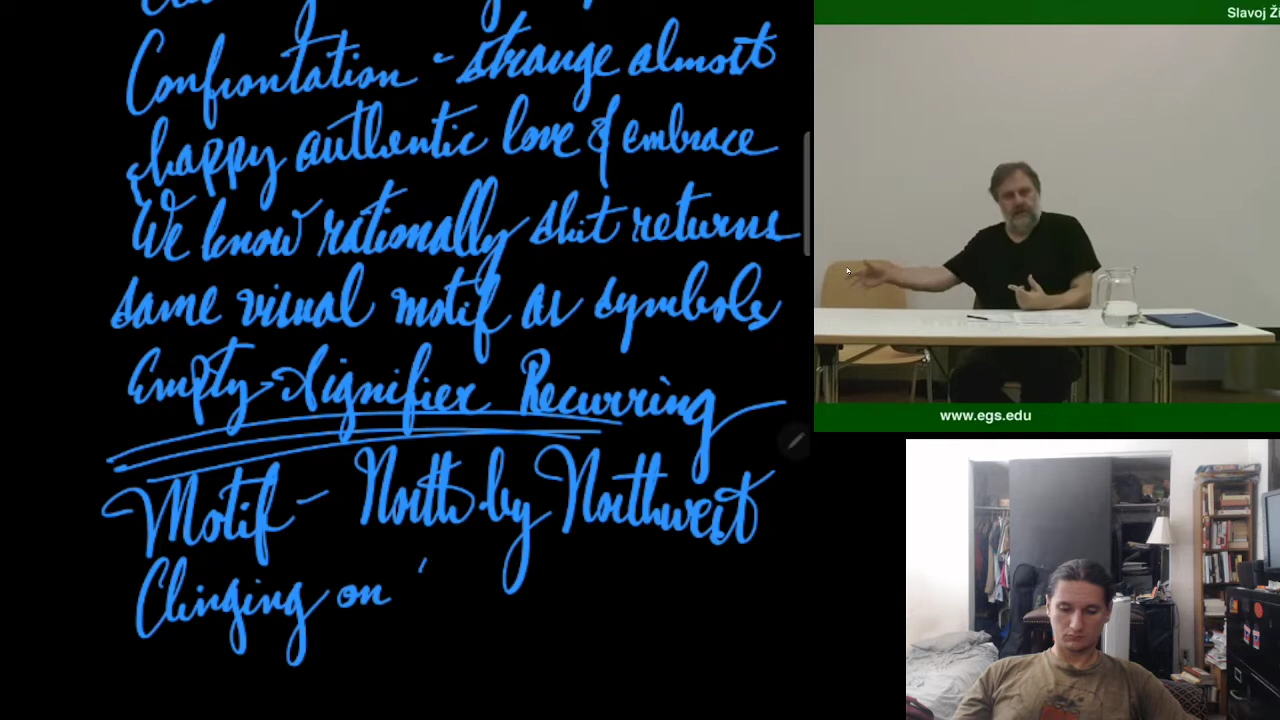 Confrontation - strange almost
happy authentic love & embrace
We know rationally shit returns
same visual motif as symbols
Empty-Signifier Recurring
Motif - North by Northwest
Clinging on
Slavoj Ži
www.egs.edu